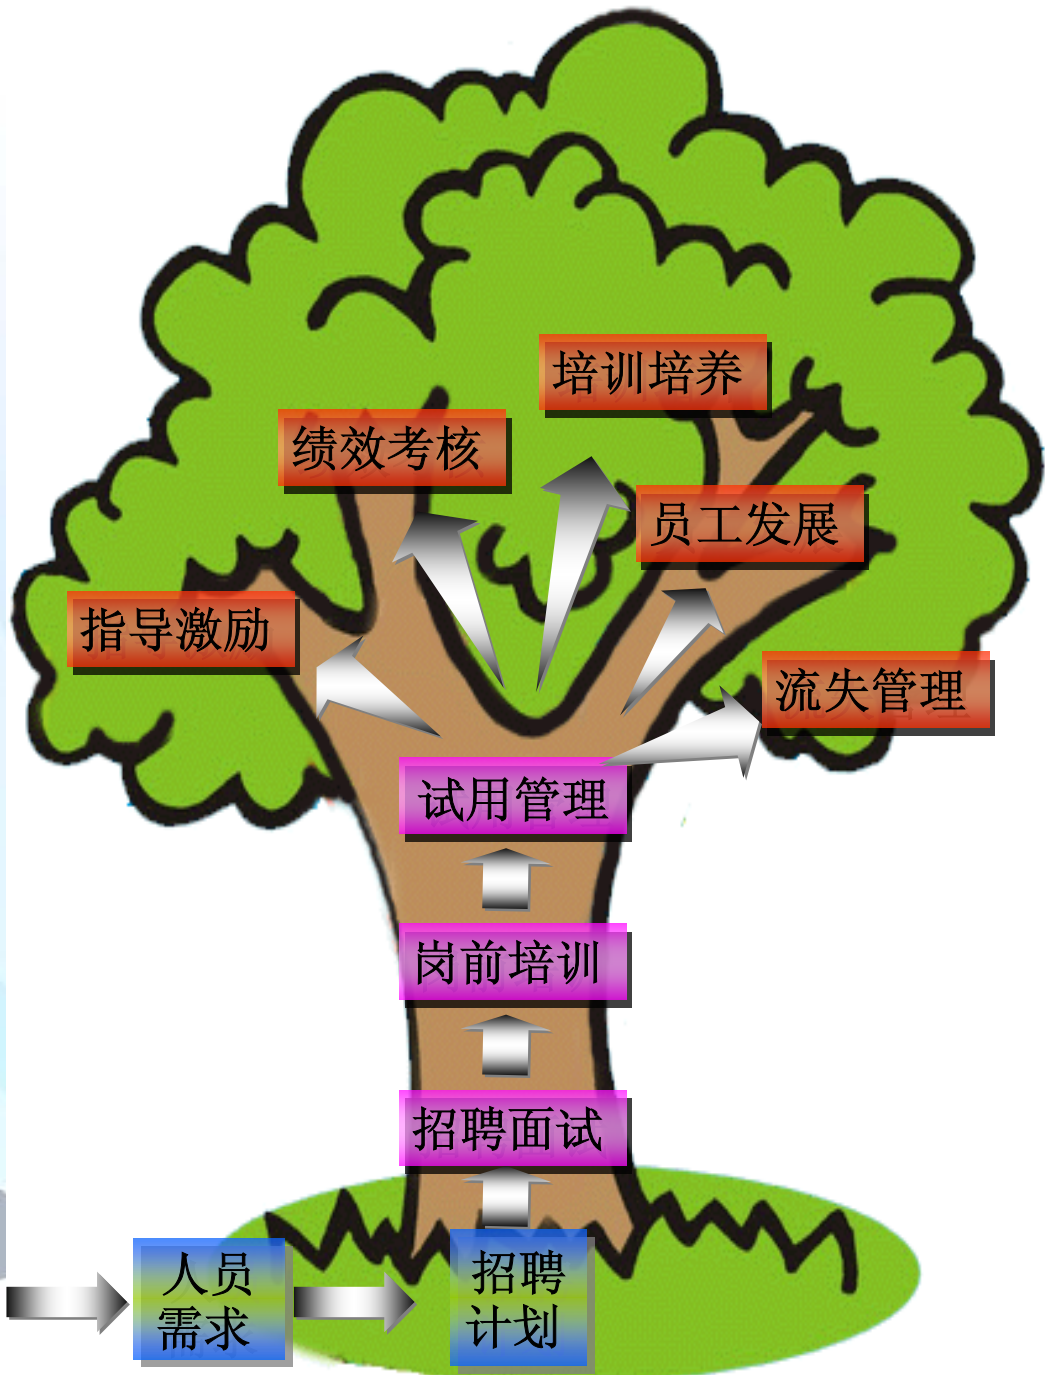 培训培养
绩效考核
员工发展
指导激励
流失管理
试用管理
岗前培训
招聘面试
人员
需求
招聘
计划